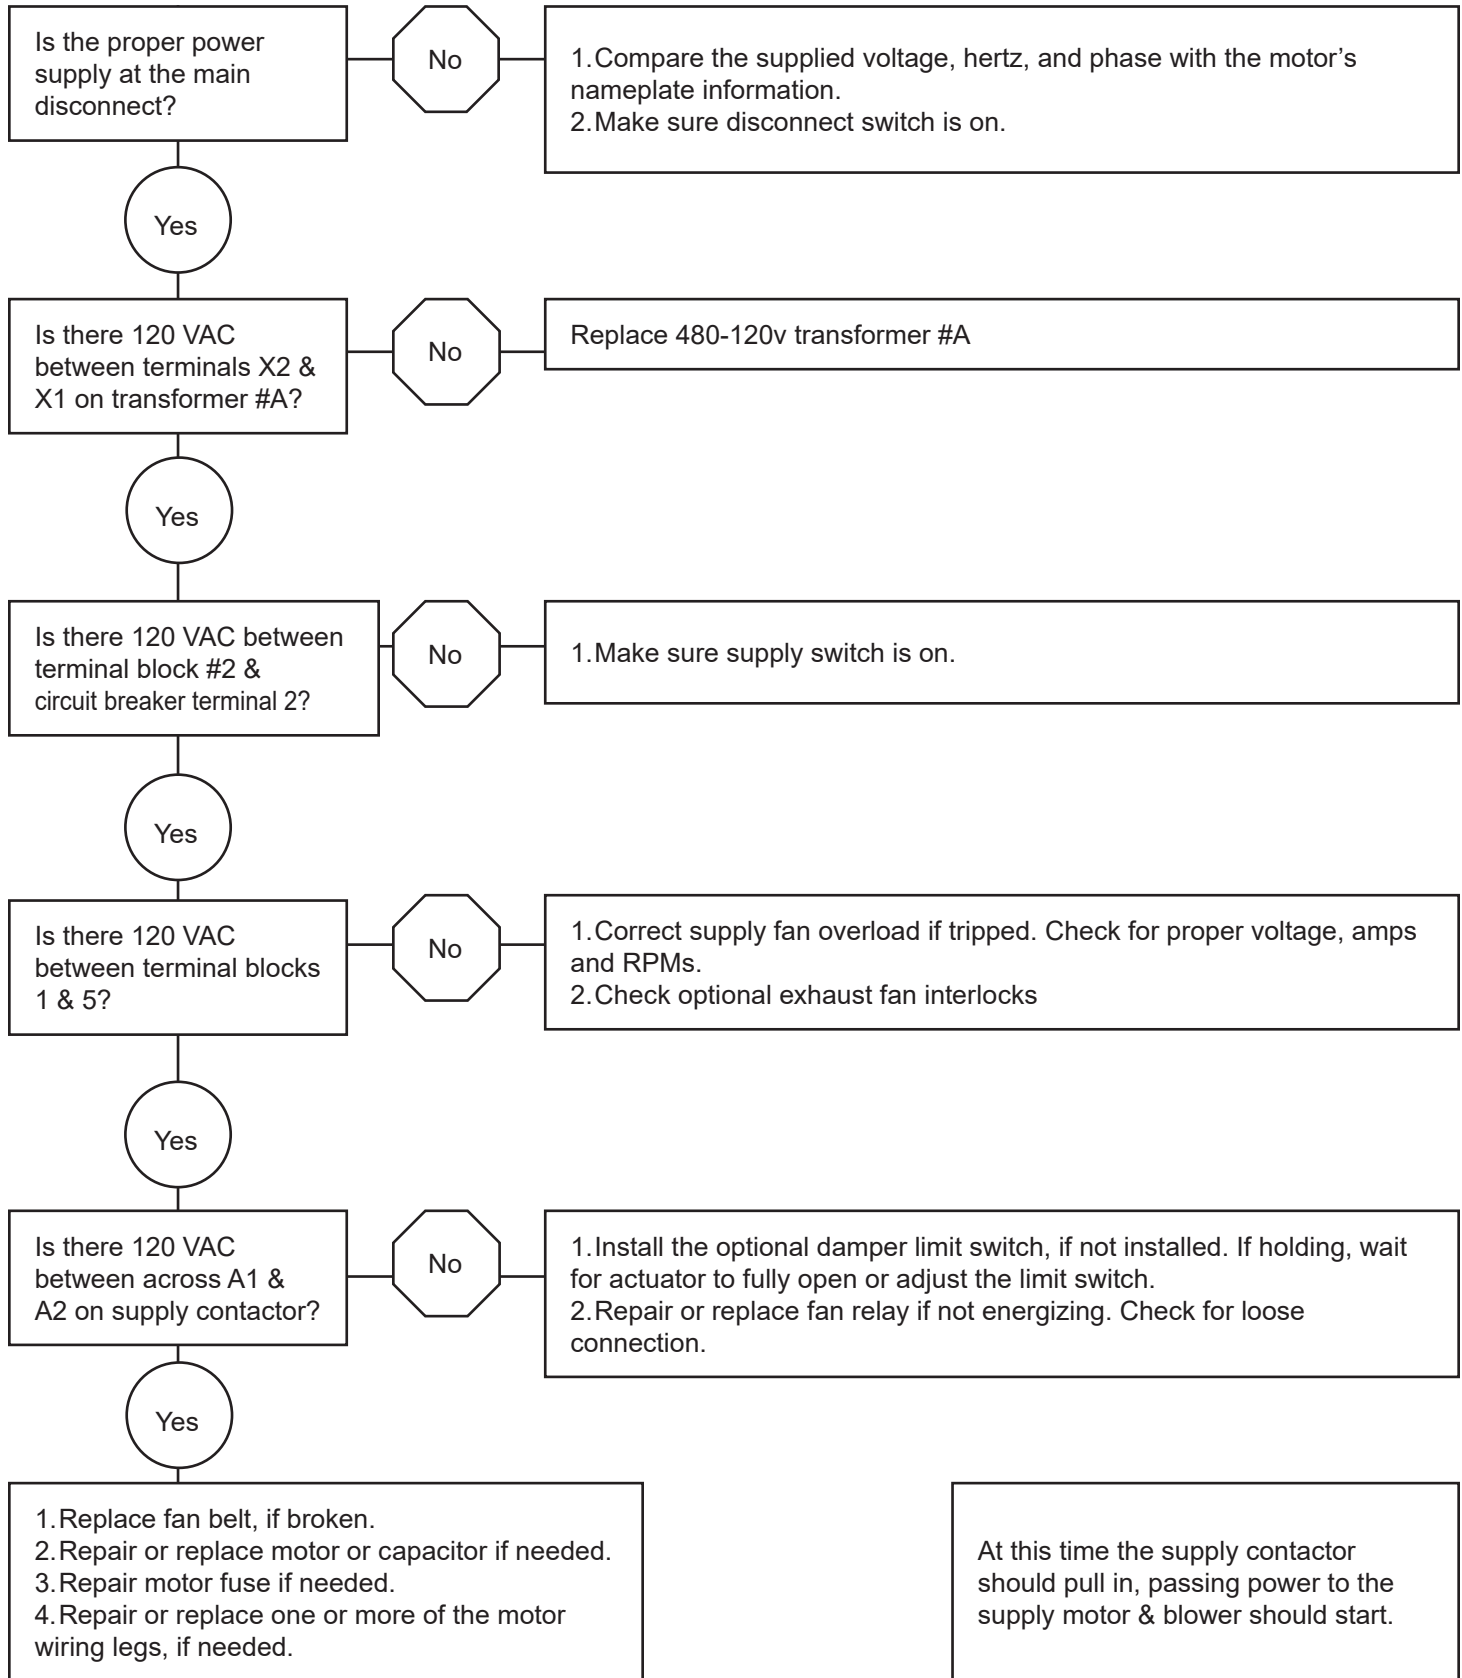 Is the proper power
supply at the main
disconnect?
No
1.Compare the supplied voltage, hertz, and phase with the motor’s
nameplate information.
2.Make sure disconnect switch is on.
Yes
Is there 120 VAC
between terminals X2 &
X1 on transformer #A?
No
Replace 480-120v transformer #A
Yes
Is there 120 VAC between
terminal block #2 &
circuit breaker terminal 2?
No
1.Make sure supply switch is on.
Yes
Is there 120 VAC
between terminal blocks
1 & 5?
No
1.Correct supply fan overload if tripped. Check for proper voltage, amps
and RPMs.
2.Check optional exhaust fan interlocks
Yes
Is there 120 VAC
between across A1 &
A2 on supply contactor?
No
1.Install the optional damper limit switch, if not installed. If holding, wait
for actuator to fully open or adjust the limit switch.
2.Repair or replace fan relay if not energizing. Check for loose
connection.
Yes
1.Replace fan belt, if broken.
2.Repair or replace motor or capacitor if needed.
3.Repair motor fuse if needed.
4.Repair or replace one or more of the motor
wiring legs, if needed.
At this time the supply contactor
should pull in, passing power to the
supply motor & blower should start.